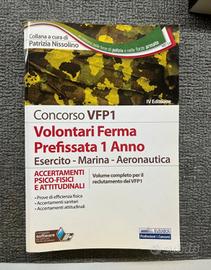 Collana a cura di
Patrizia Nissolino
IV Edizione
Concorso VFP1
Volontari Ferma
Prefissata 1 Anno
Esercito - Marina - Aeronautica
ACCERTAMENTI
PSICO-FISICI
E ATTITUDINALI
• Prove di efficienza fisica
• Accertamenti sanitari
• Accertamenti attitudinali
Volume completo per il
reclutamento dei VFP1
software